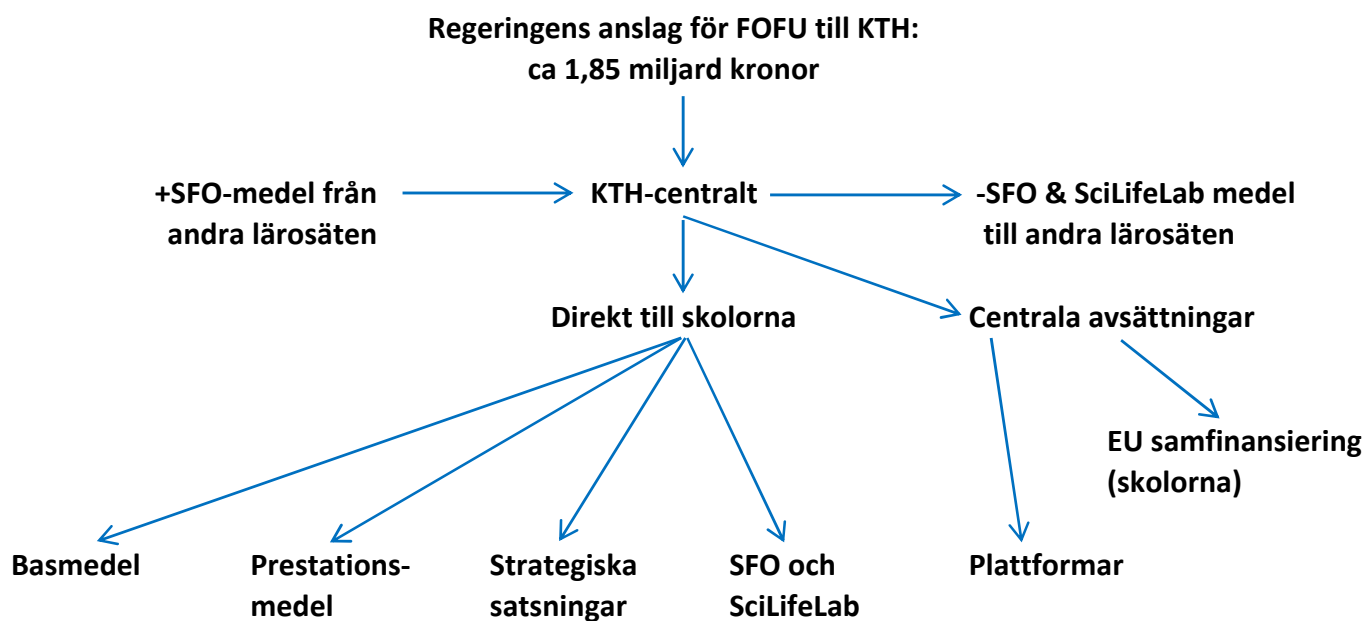 Regeringens anslag för FOFU till KTH:
ca 1,85 miljard kronor
+SFO-medel från
andra lärosäten
KTH-centralt
-SFO & SciLifeLab medel
till andra lärosäten
Direkt till skolorna
Centrala avsättningar
EU samfinansiering
(skolorna)
Basmedel
Prestations-
medel
Strategiska
satsningar
SFO och
SciLifeLab
Plattformar